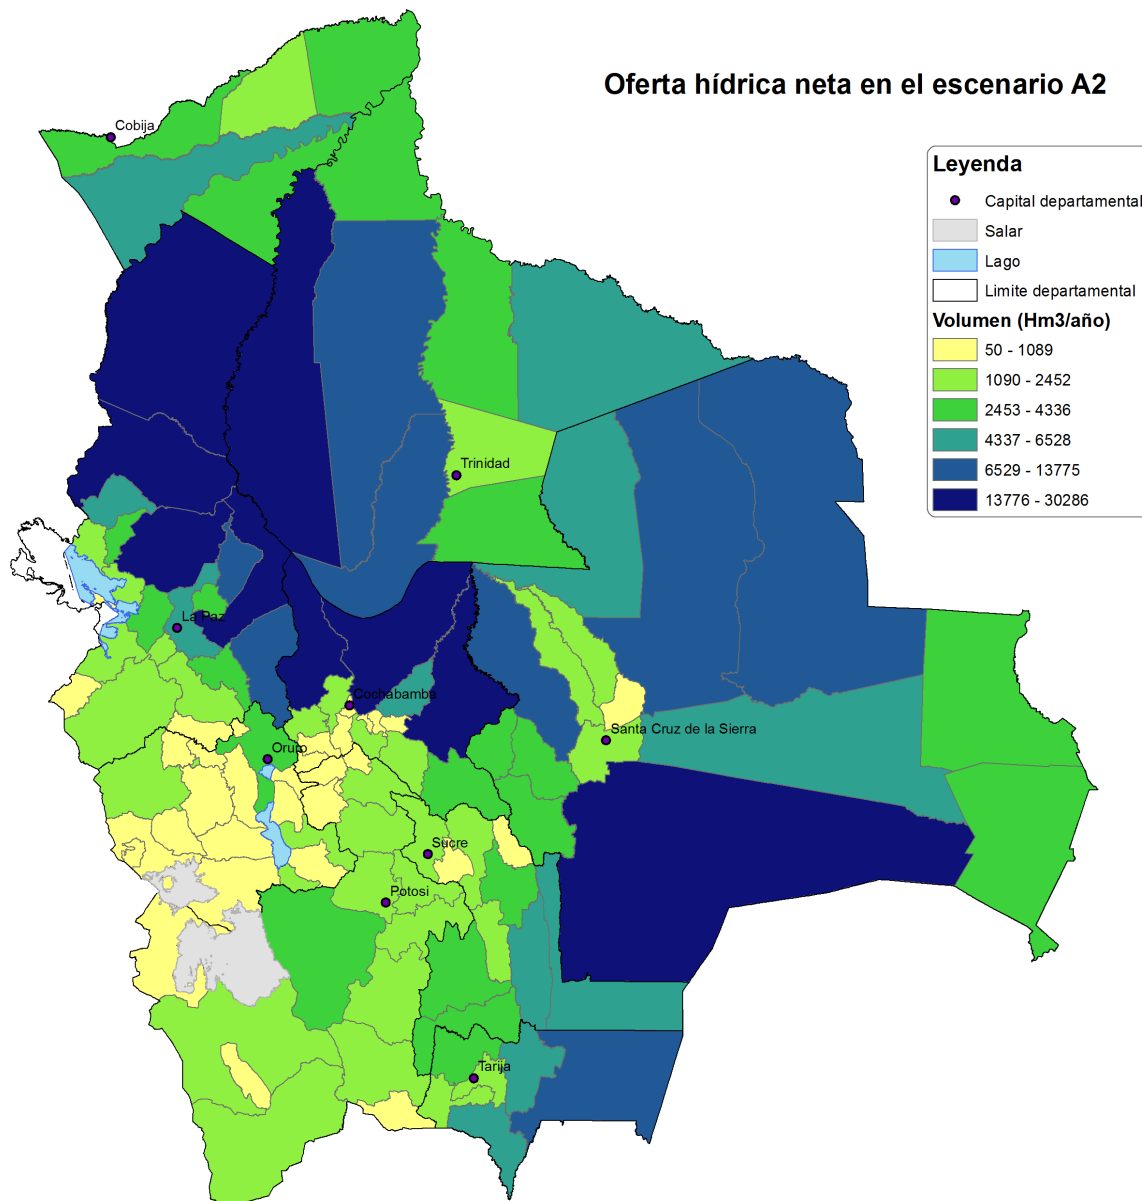 Oferta hídrica neta en el escenario A2
Cobija
Leyenda
Capital departamental
Salar
Lago
Limite departamental
Volumen (Hm3/año)
50 - 1089
1090 - 2452
2453 - 4336
4337 - 6528
6529 - 13775
13776 - 30286
Trinidad
La Paz
Cochabamba
Santa Cruz de la Sierra
Oruro
Sucre
Potosi
Tarija